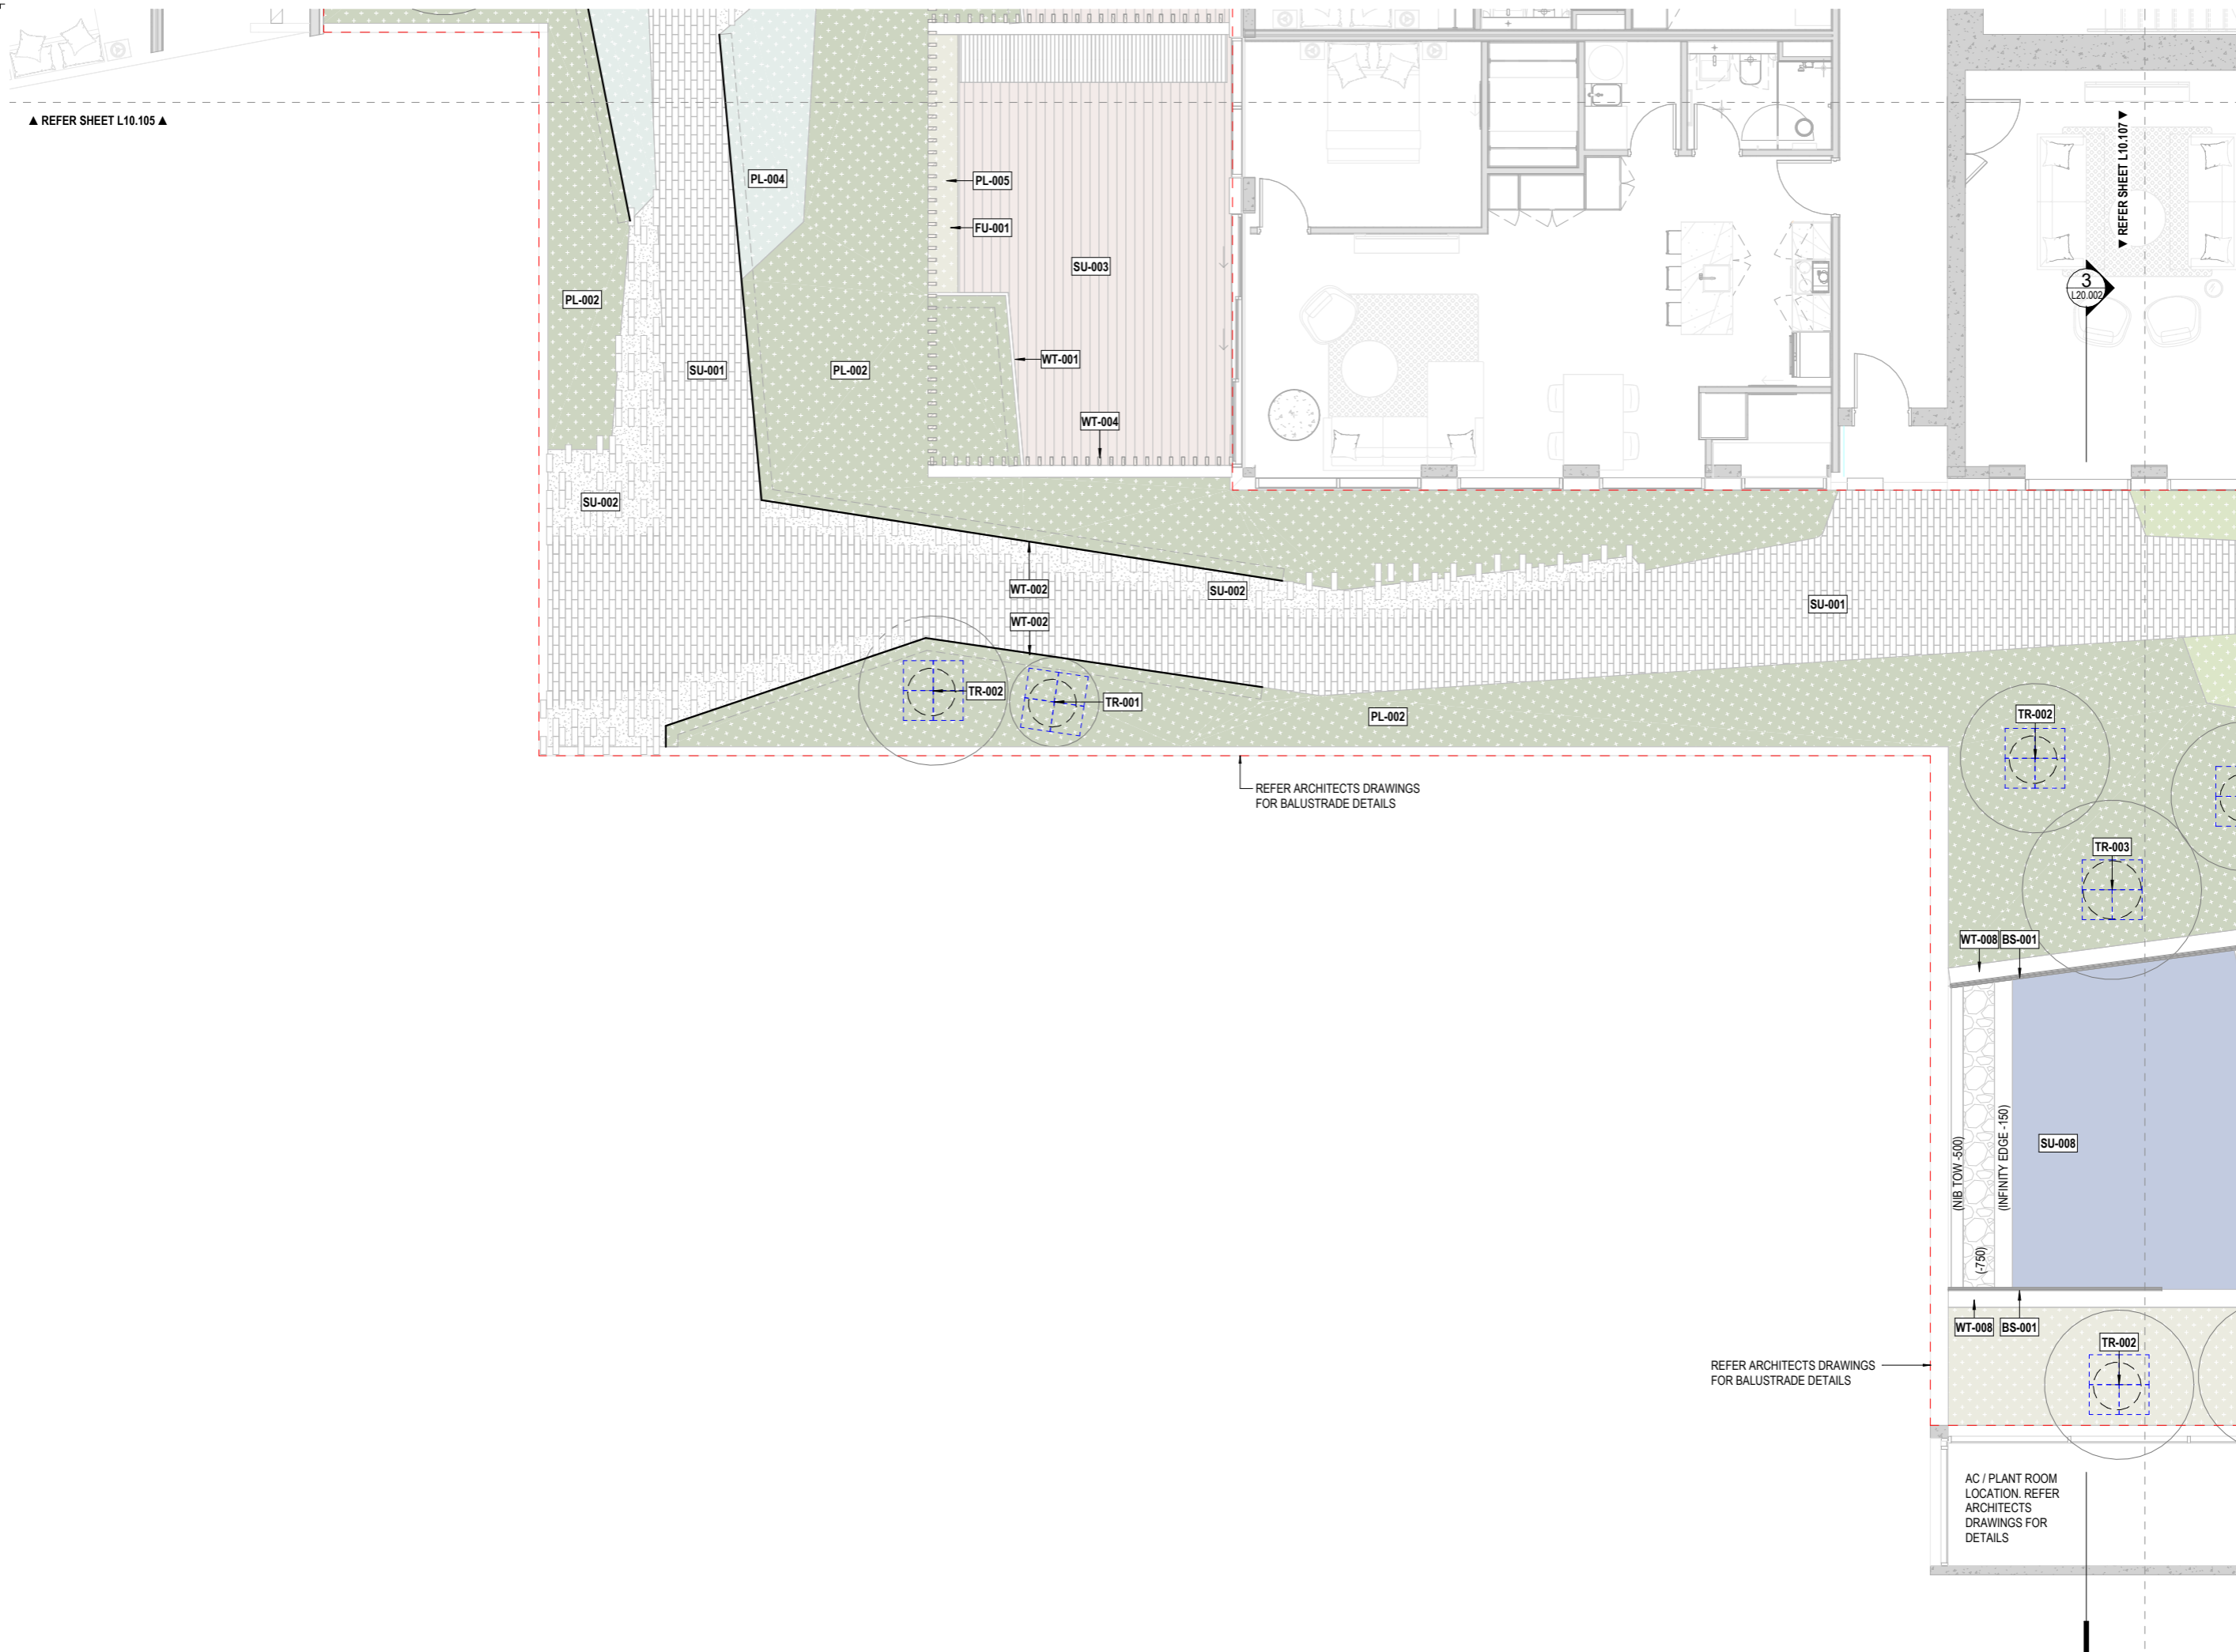 ▲ REFER SHEET L10.105 ▲
▼ REFER SHEET L10.107 ▼
PL-004
PL-005
FU-001
SU-003
3
L20.002
PL-002
WT-001
SU-001
PL-002
WT-004
SU-002
WT-002
SU-002
SU-001
WT-002
TR-002
TR-001
PL-002
TR-002
REFER ARCHITECTS DRAWINGS
FOR BALUSTRADE DETAILS
TR-003
WT-008
BS-001
(NIB TOW -500)
(-750)
(INFINITY EDGE -150)
SU-008
WT-008
BS-001
TR-002
REFER ARCHITECTS DRAWINGS
FOR BALUSTRADE DETAILS
AC / PLANT ROOM
LOCATION. REFER
ARCHITECTS
DRAWINGS FOR
DETAILS